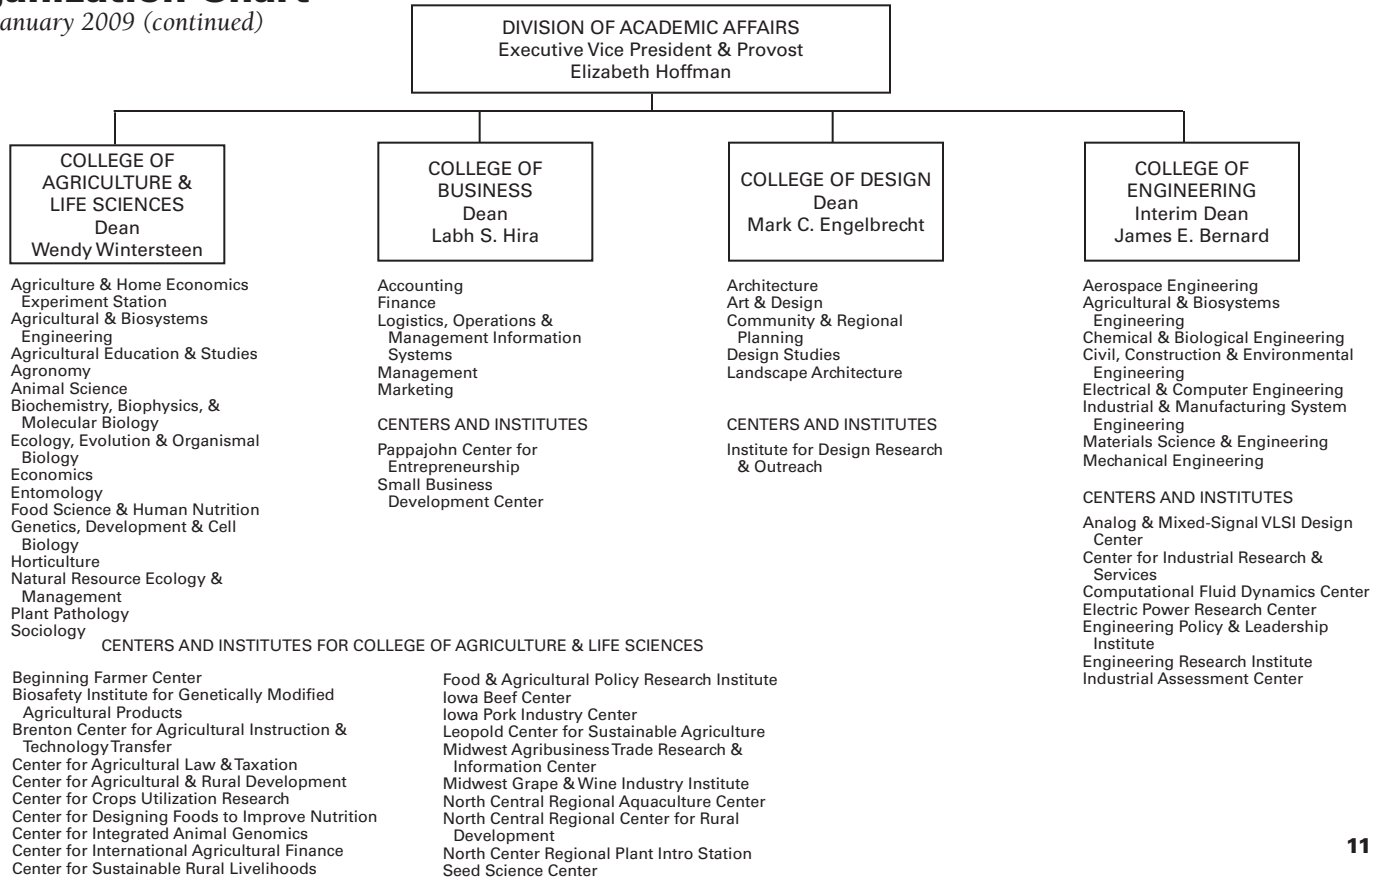 anuary 2009 (continued)
DIVISION OF ACADEMIC AFFAIRS
Executive Vice President & Provost
Elizabeth Hoffman
COLLEGE OF
AGRICULTURE &
LIFE SCIENCES
Dean
Wendy Wintersteen
COLLEGE OF
BUSINESS
Dean
Labh S. Hira
COLLEGE OF DESIGN
Dean
Mark C. Engelbrecht
COLLEGE OF
ENGINEERING
Interim Dean
James E. Bernard
Agriculture & Home Economics
Experiment Station
Agricultural & Biosystems
Engineering
Agricultural Education & Studies
Agronomy
Animal Science
Biochemistry, Biophysics, &
Molecular Biology
Ecology, Evolution & Organismal
Biology
Economics
Entomology
Food Science & Human Nutrition
Genetics, Development & Cell
Biology
Horticulture
Natural Resource Ecology &
Management
Plant Pathology
Sociology
Accounting
Finance
Logistics, Operations &
Management Information
Systems
Management
Marketing
CENTERS AND INSTITUTES
Pappajohn Center for
Entrepreneurship
Small Business
Development Center
Architecture
Art & Design
Community & Regional
Planning
Design Studies
Landscape Architecture
CENTERS AND INSTITUTES
Institute for Design Research
& Outreach
Aerospace Engineering
Agricultural & Biosystems
Engineering
Chemical & Biological Engineering
Civil, Construction & Environmental
Engineering
Electrical & Computer Engineering
Industrial & Manufacturing System
Engineering
Materials Science & Engineering
Mechanical Engineering
CENTERS AND INSTITUTES
Analog & Mixed-Signal VLSI Design
Center
Center for Industrial Research &
Services
Computational Fluid Dynamics Center
Electric Power Research Center
Engineering Policy & Leadership
Institute
Engineering Research Institute
Industrial Assessment Center
CENTERS AND INSTITUTES FOR COLLEGE OF AGRICULTURE & LIFE SCIENCES
Beginning Farmer Center
Biosafety Institute for Genetically Modified
Agricultural Products
Brenton Center for Agricultural Instruction &
Technology Transfer
Center for Agricultural Law & Taxation
Center for Agricultural & Rural Development
Center for Crops Utilization Research
Center for Designing Foods to Improve Nutrition
Center for Integrated Animal Genomics
Center for International Agricultural Finance
Center for Sustainable Rural Livelihoods
Food & Agricultural Policy Research Institute
Iowa Beef Center
Iowa Pork Industry Center
Leopold Center for Sustainable Agriculture
Midwest Agribusiness Trade Research &
Information Center
Midwest Grape & Wine Industry Institute
North Central Regional Aquaculture Center
North Central Regional Center for Rural
Development
North Center Regional Plant Intro Station
Seed Science Center
11